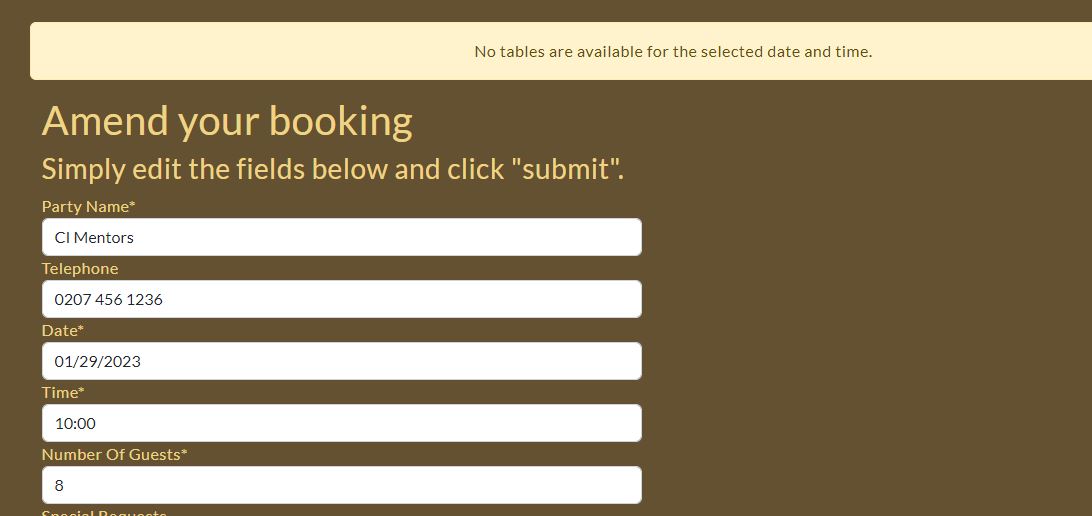 No tables are available for the selected date and time.
Amend your booking
Simply edit the fields below and click "submit".
Party Name*
CI Mentors
Telephone
0207 456 1236
Date*
01/29/2023
Time*
10:00
Number Of Guests*
8
Special Requests